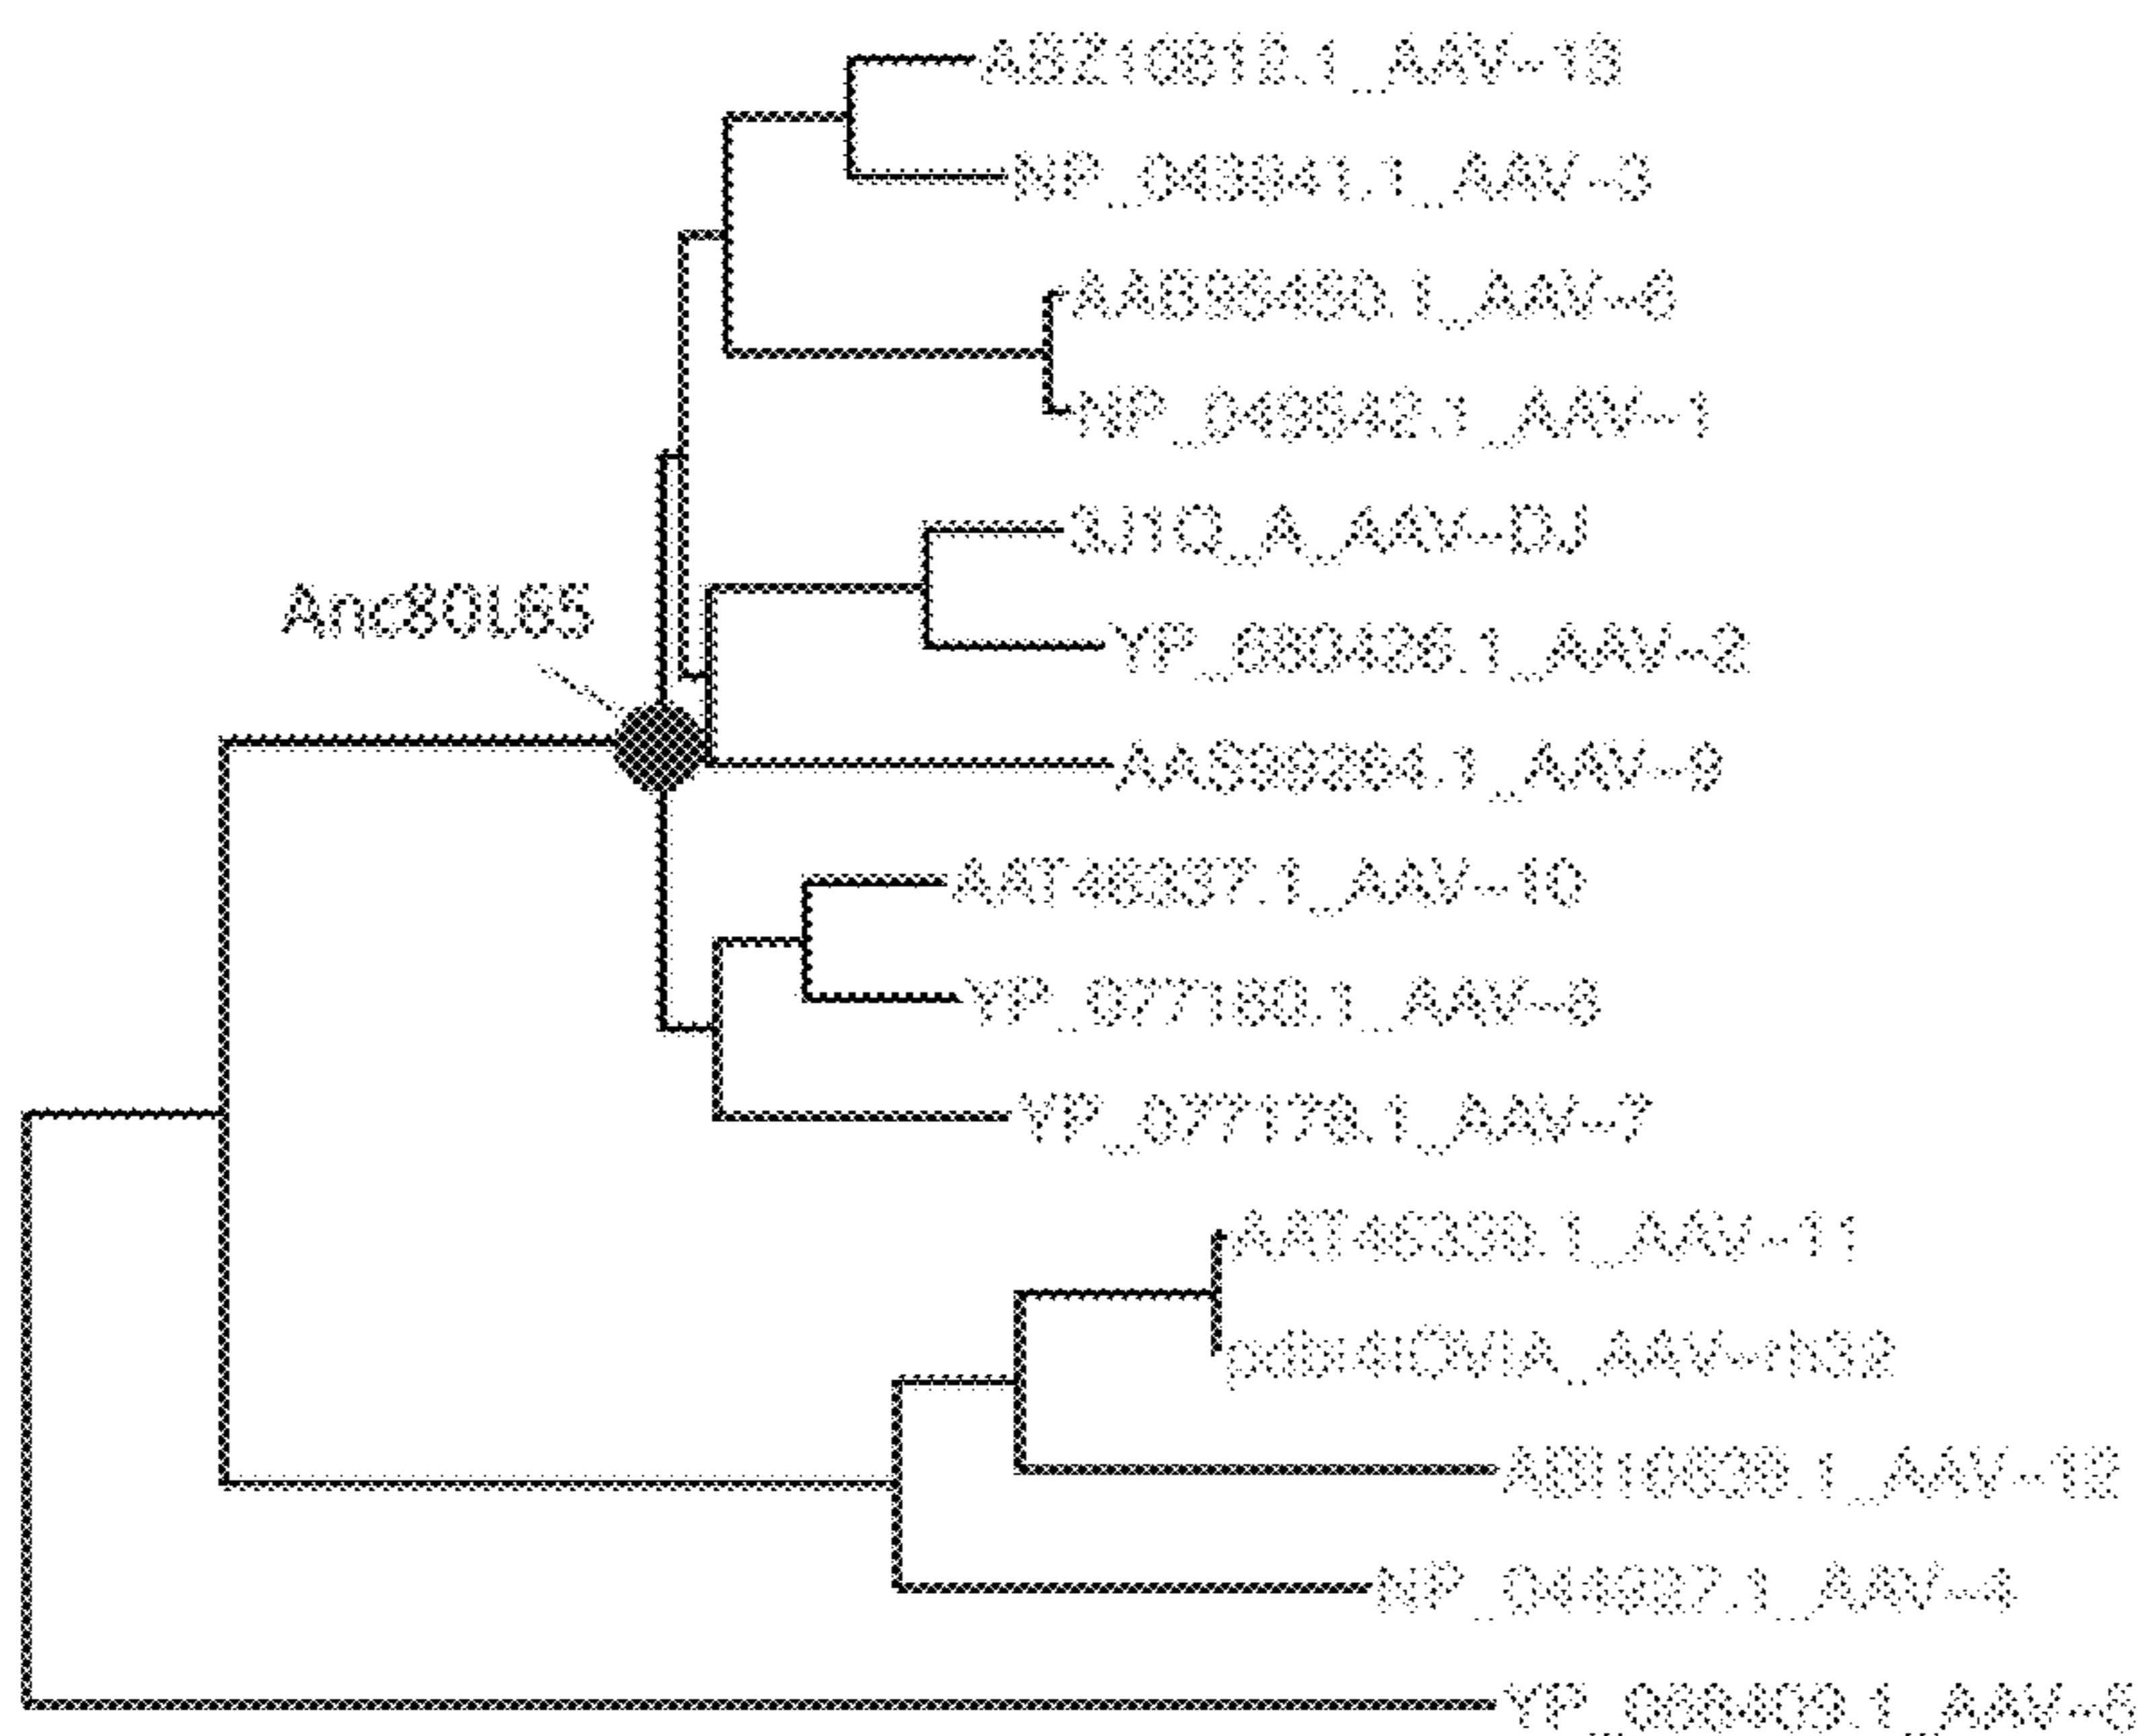 ABZ10812.1_AAV-13
NP_043941.1_AAV-3
AAB95450.1_AAV-6
NP_049542.1_AAV-1
3J1Q_A_AAV-DJ
YP_680426.1_AAV-2
Anc80L65
AAS99264.1_AAV-9
AAT46337.1_AAV-10
YP_077180.1_AAV-8
YP_077178.1_AAV-7
AAT46339.1_AAV-11
AAV-rh32
AAV-12
NP_044927.1_AAV-4
YP_068409.1_AAV-5